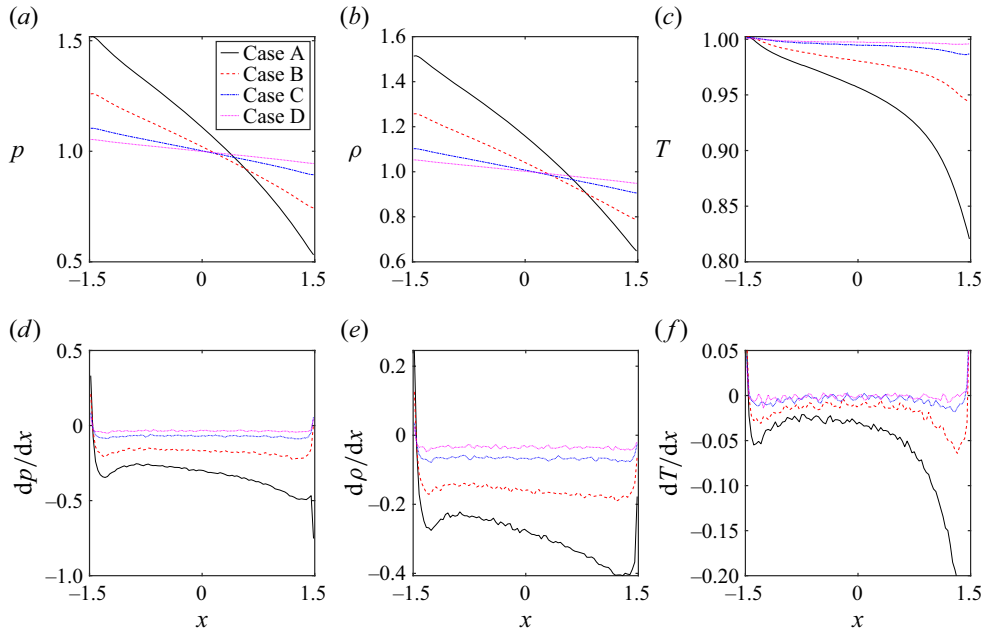 (a) (b) (c)
1.5 1.6 1.00
Case A
Case B
Case C
Case D
1.4 0.95
1.2
p 1.0 ρ T 0.90
1.0
0.8 0.85
0.5 0.6 0.80
−1.5 0 1.5 −1.5 0 1.5 −1.5 0 1.5
(d) (e) (f)
0.5 0.2 0.05
0 0 0
dp/dx dρ/dx dT/dx
−0.05
−0.5 −0.2 −0.10
−0.15
−1.0 −0.4 −0.20
−1.5 0 1.5 −1.5 0 1.5 −1.5 0 1.5
x x x